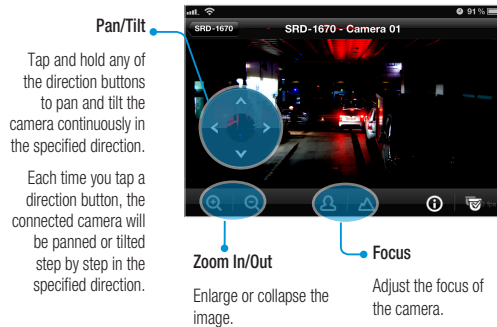 Pan/Tilt
Tap and hold any of
the direction buttons
to pan and tilt the
camera continuously in
the specified direction.
Each time you tap a
direction button, the
connected camera will
be panned or tilted
step by step in the
specified direction.
91 %
SRD-1670
SRD-1670 - Camera 01
Zoom In/Out
Enlarge or collapse the
image.
Focus
Adjust the focus of
the camera.